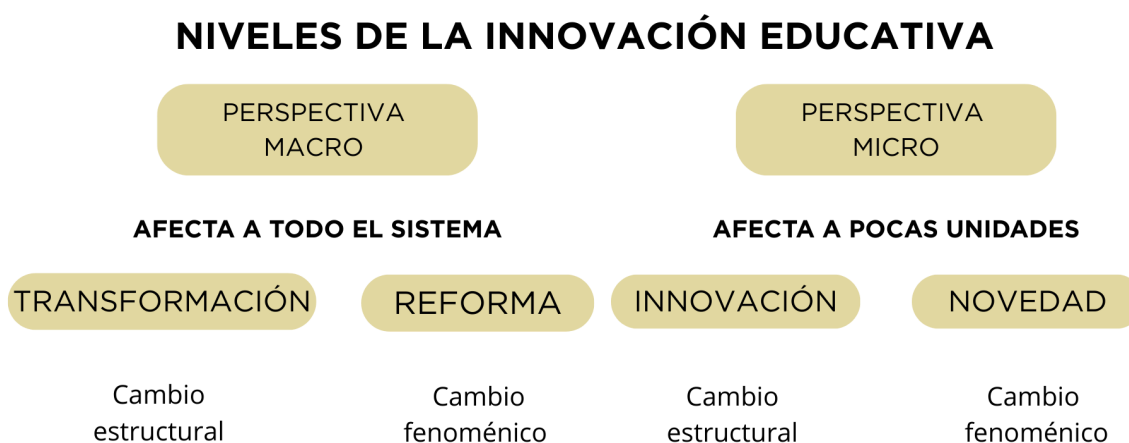 NIVELES DE LA INNOVACIÓN EDUCATIVA
PERSPECTIVA
MACRO
PERSPECTIVA
MICRO
AFECTA A TODO EL SISTEMA
AFECTA A POCAS UNIDADES
TRANSFORMACIÓN
REFORMA
INNOVACIÓN
NOVEDAD
Cambio
estructural
Cambio
fenoménico
Cambio
estructural
Cambio
fenoménico